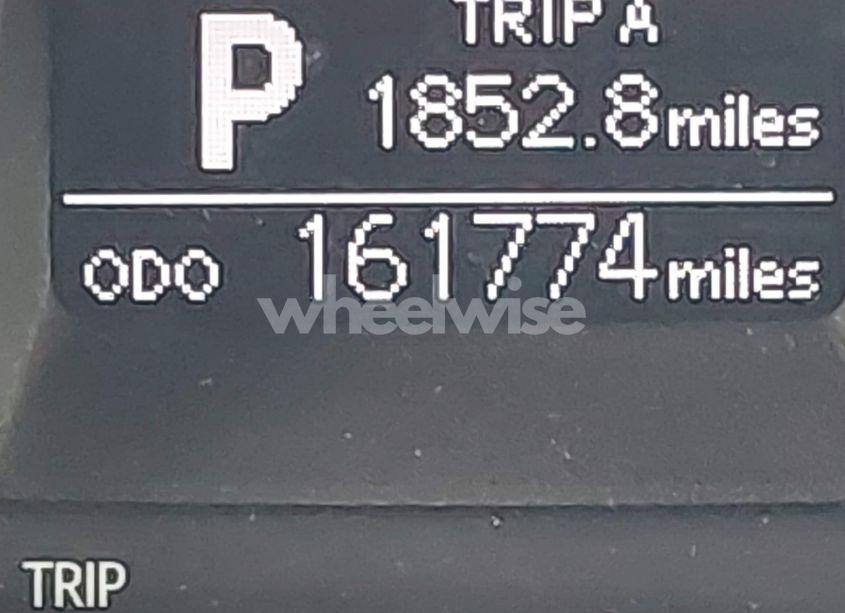 P
TRIP A
1852.8 miles
ODO 161774 miles
wheelwise
TRIP